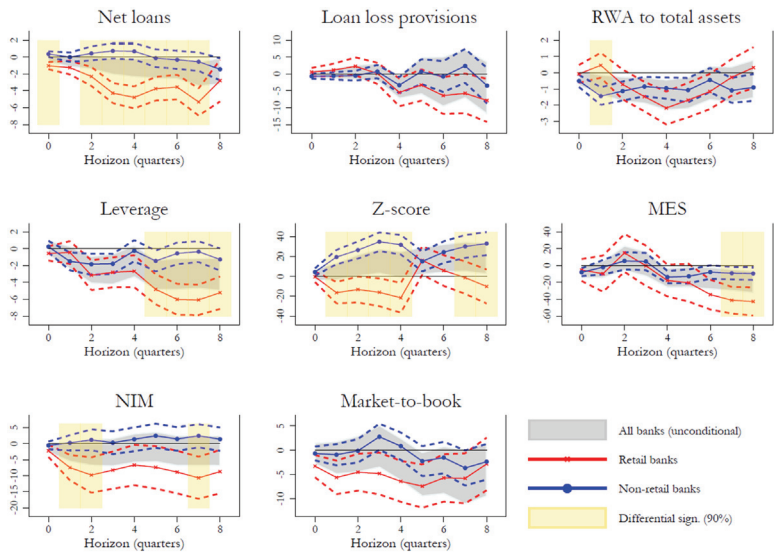 Net loans
Loan loss provisions
RWA to total assets
2
0
-2
-4
-6
-8
10
5
0
-5
-10
-15
1
0
-1
-2
-3
0 2 4 6 8
0 2 4 6 8
0 2 4 6 8
Horizon (quarters)
Horizon (quarters)
Horizon (quarters)
Leverage
Z-score
MES
2
0
-2
-4
-6
-8
40
20
0
-20
-40
20
0
-20
-40
-60
0 2 4 6 8
0 2 4 6 8
0 2 4 6 8
Horizon (quarters)
Horizon (quarters)
Horizon (quarters)
NIM
Market-to-book
5
0
-5
-10
-15
-20
5
0
-5
-10
0 2 4 6 8
0 2 4 6 8
Horizon (quarters)
Horizon (quarters)
All banks (unconditional)
Retail banks
Non-retail banks
Differential sign. (90%)